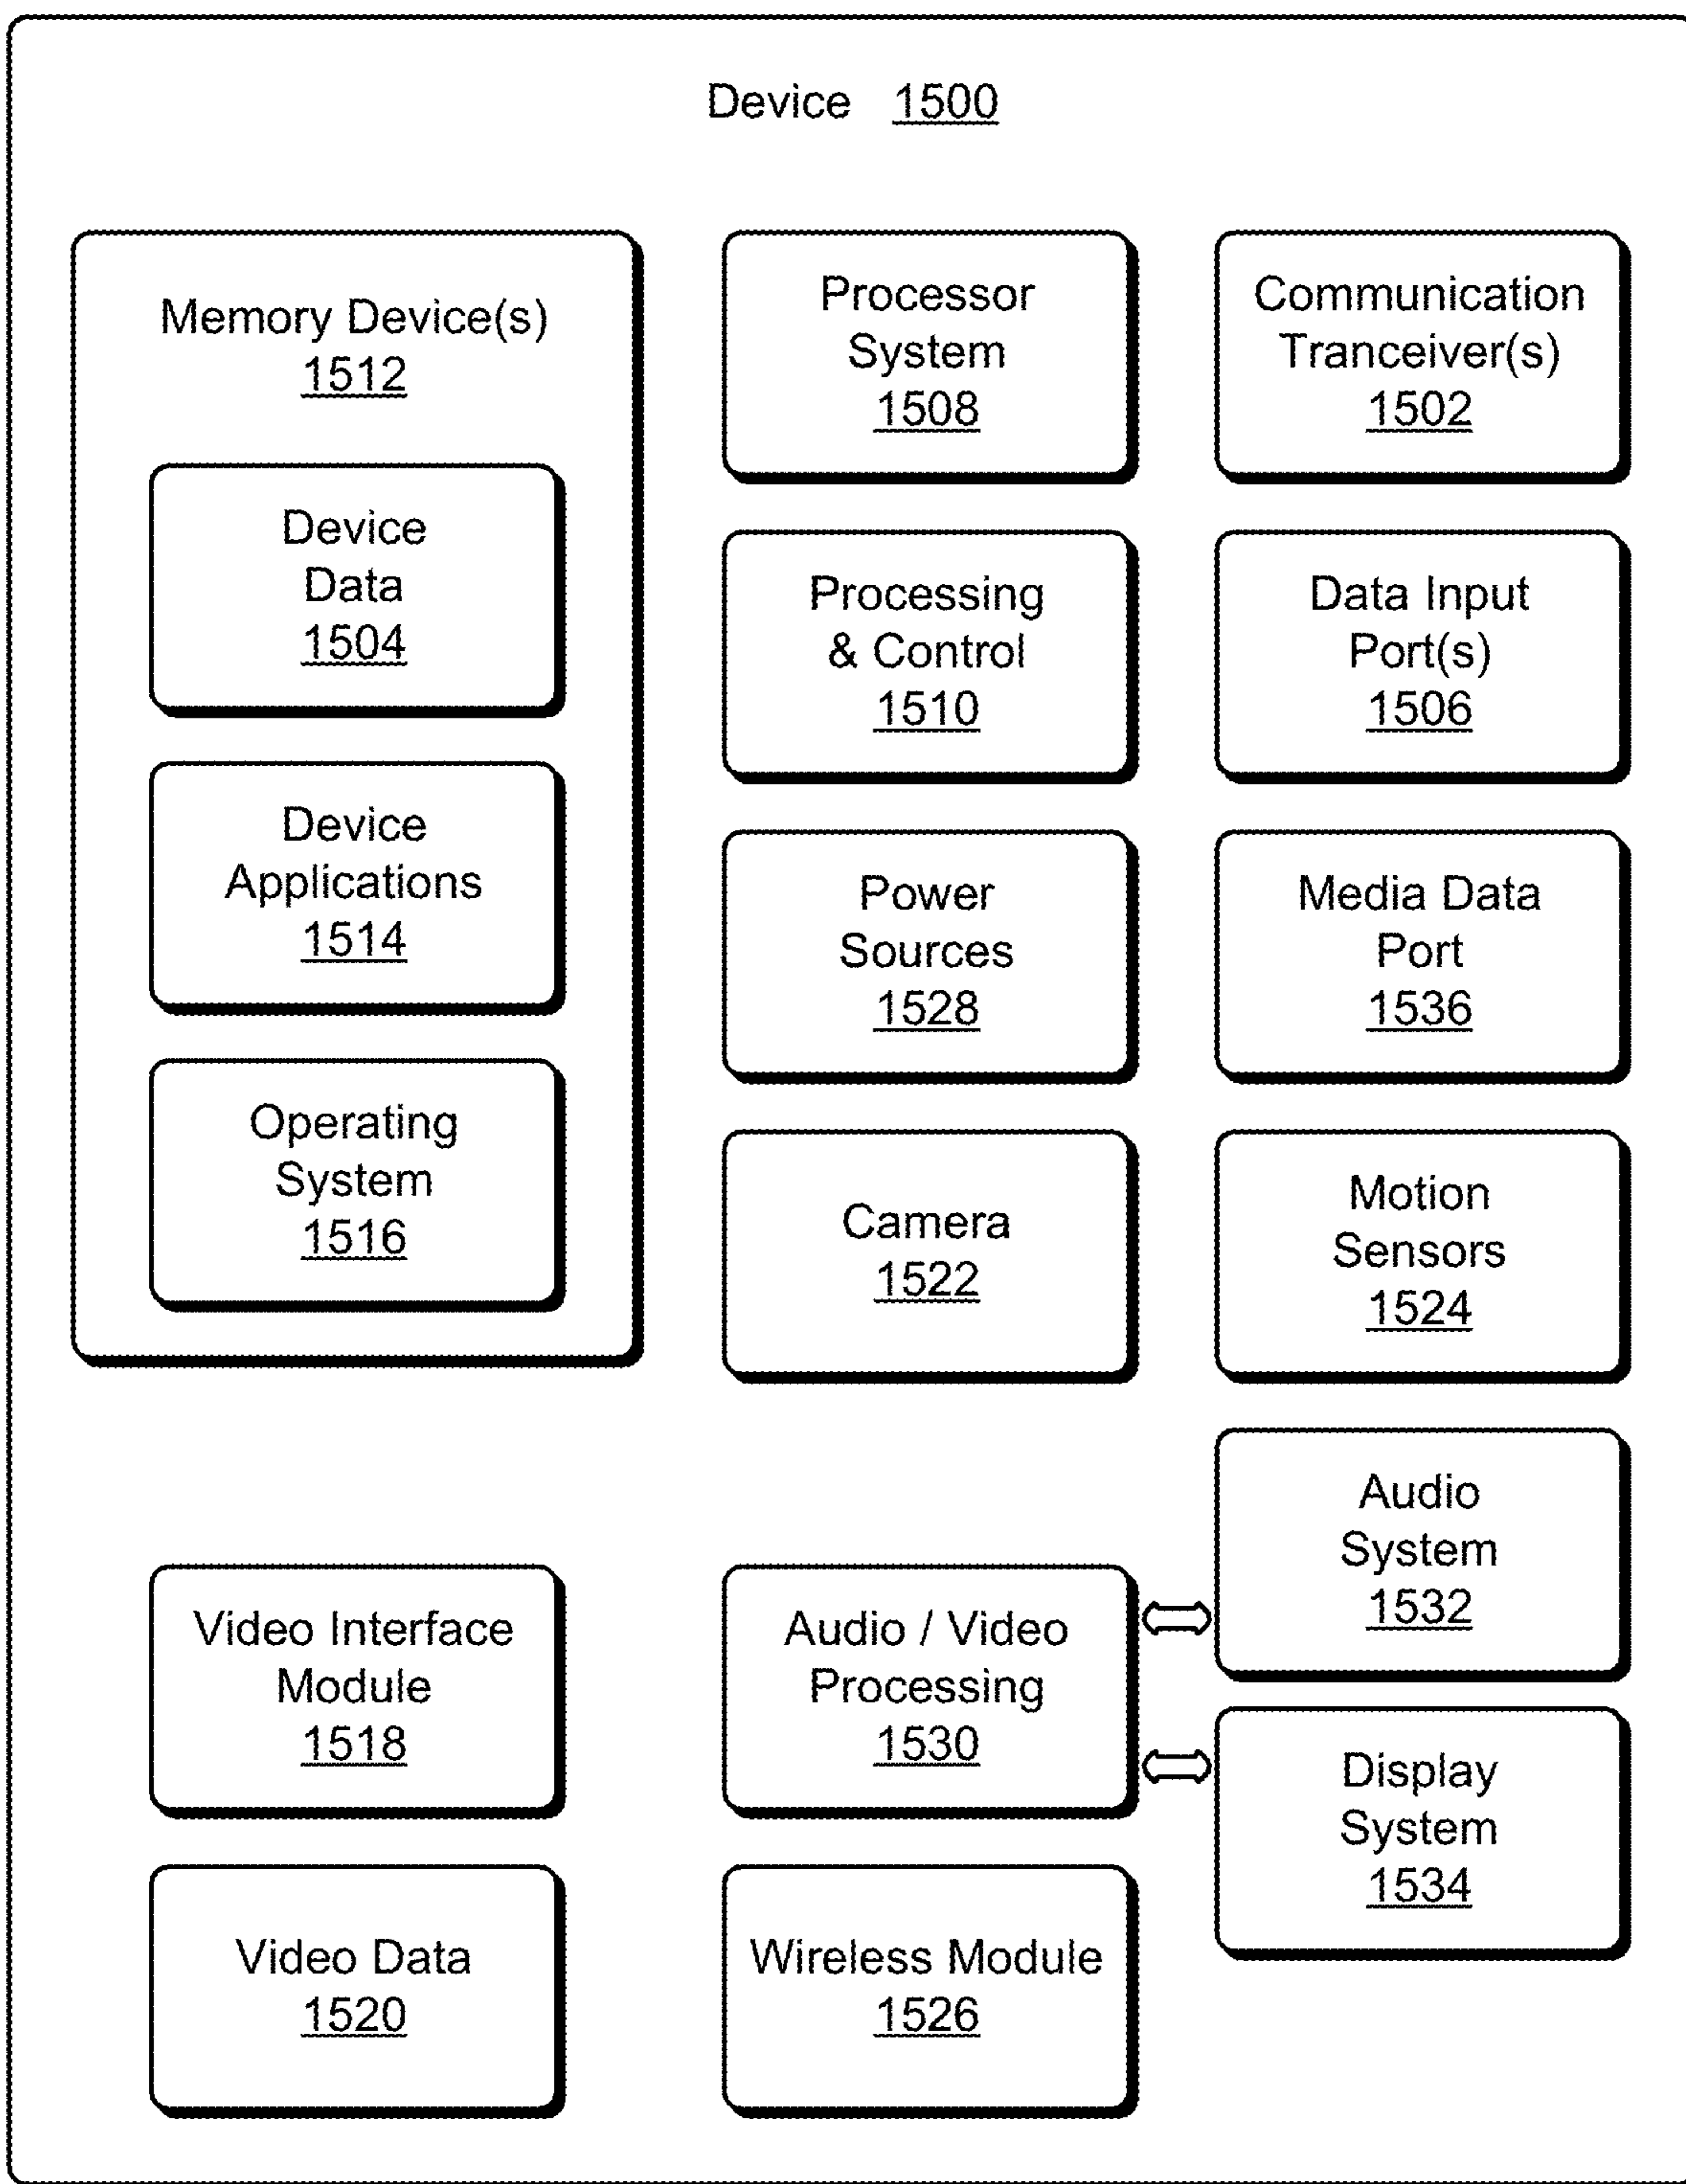 Device 1500
Memory Device(s)
1512
Device
Data
1504
Device
Applications
1514
Operating
System
1516
Processor
System
1508
Communication
Tranceiver(s)
1502
Processing
& Control
1510
Data Input
Port(s)
1506
Power
Sources
1528
Media Data
Port
1536
Camera
1522
Motion
Sensors
1524
Video Interface
Module
1518
Audio / Video
Processing
1530
Audio
System
1532
Display
System
1534
Video Data
1520
Wireless Module
1526